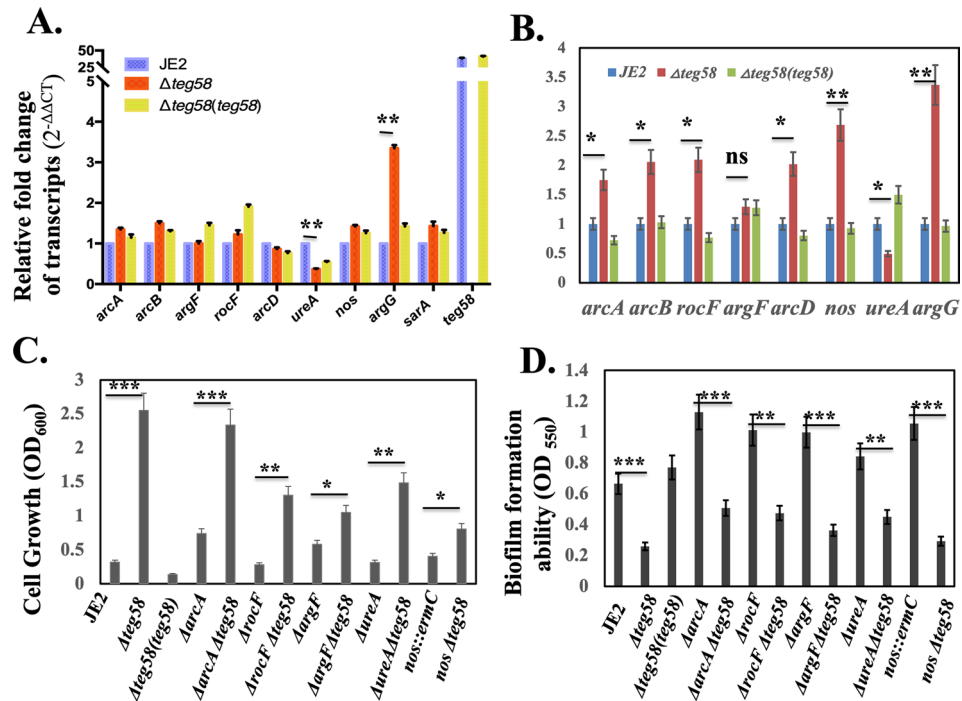 A.
Relative fold change
of transcripts (2-ΔΔCT)
50
25
5
4
3
2
1
0
JE2
Δteg58
Δteg58(teg58)
**
**
arcA
arcB
argF
rocF
arcD
ureA
nos
argG
sarA
teg58
B.
4
3.5
3
2.5
2
1.5
1
0.5
0
JE2
Δteg58
Δteg58(teg58)
*
*
*
ns
*
**
*
**
arcA arcB rocF argF arcD nos ureA argG
C.
Cell Growth (OD600)
3
2.5
2
1.5
1
0.5
0
***
***
**
*
**
*
JE2
Δteg58
Δteg58(teg58)
ΔarcA
ΔarcA Δteg58
ΔrocF
ΔrocF Δteg58
ΔargF
ΔargFΔteg58
ΔureA
ΔureAΔteg58
nos::ermC
nos Δteg58
D.
Biofilm formation
ability (OD 550)
1.4
1.2
1
0.8
0.6
0.4
0.2
0
***
***
**
***
**
***
JE2
Δteg58
Δteg58(teg58)
ΔarcA
ΔarcA Δteg58
ΔrocF
ΔrocF Δteg58
ΔargF
ΔargFΔteg58
ΔureA
ΔureAΔteg58
nos::ermC
nos Δteg58